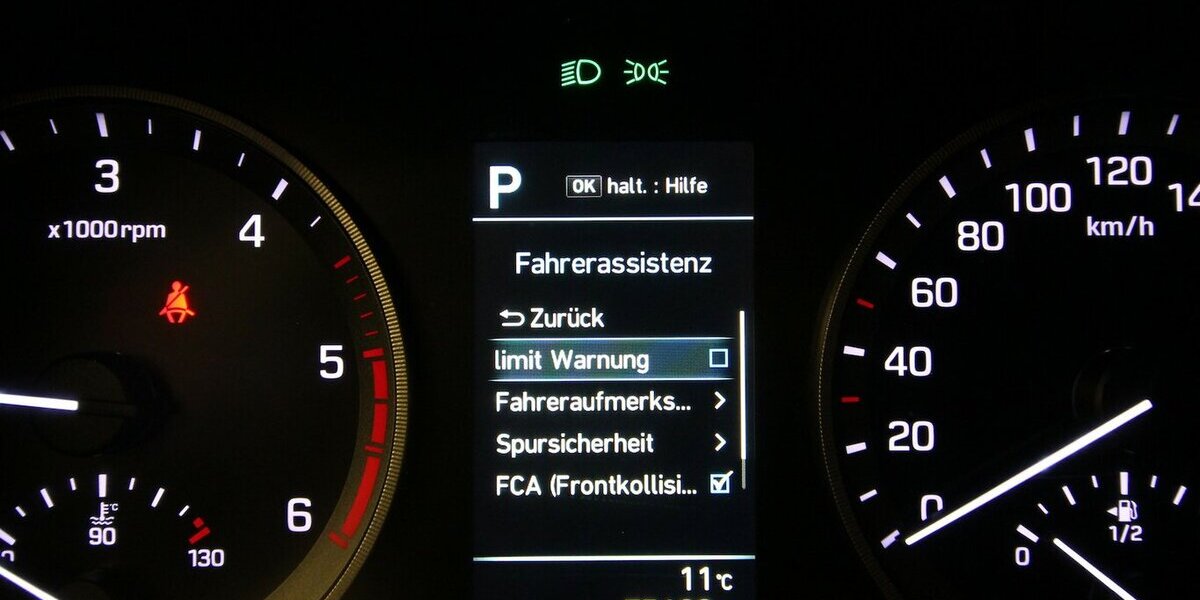 3
x1000rpm
4
5
6
90
130
P
OK halt. : Hilfe
Fahrerassistenz
Zurück
limit Warnung
Fahreraufmerks...
Spursicherheit
FCA (Frontkollisi...
11°C
120
100
km/h
80
60
40
20
0
1/2
0